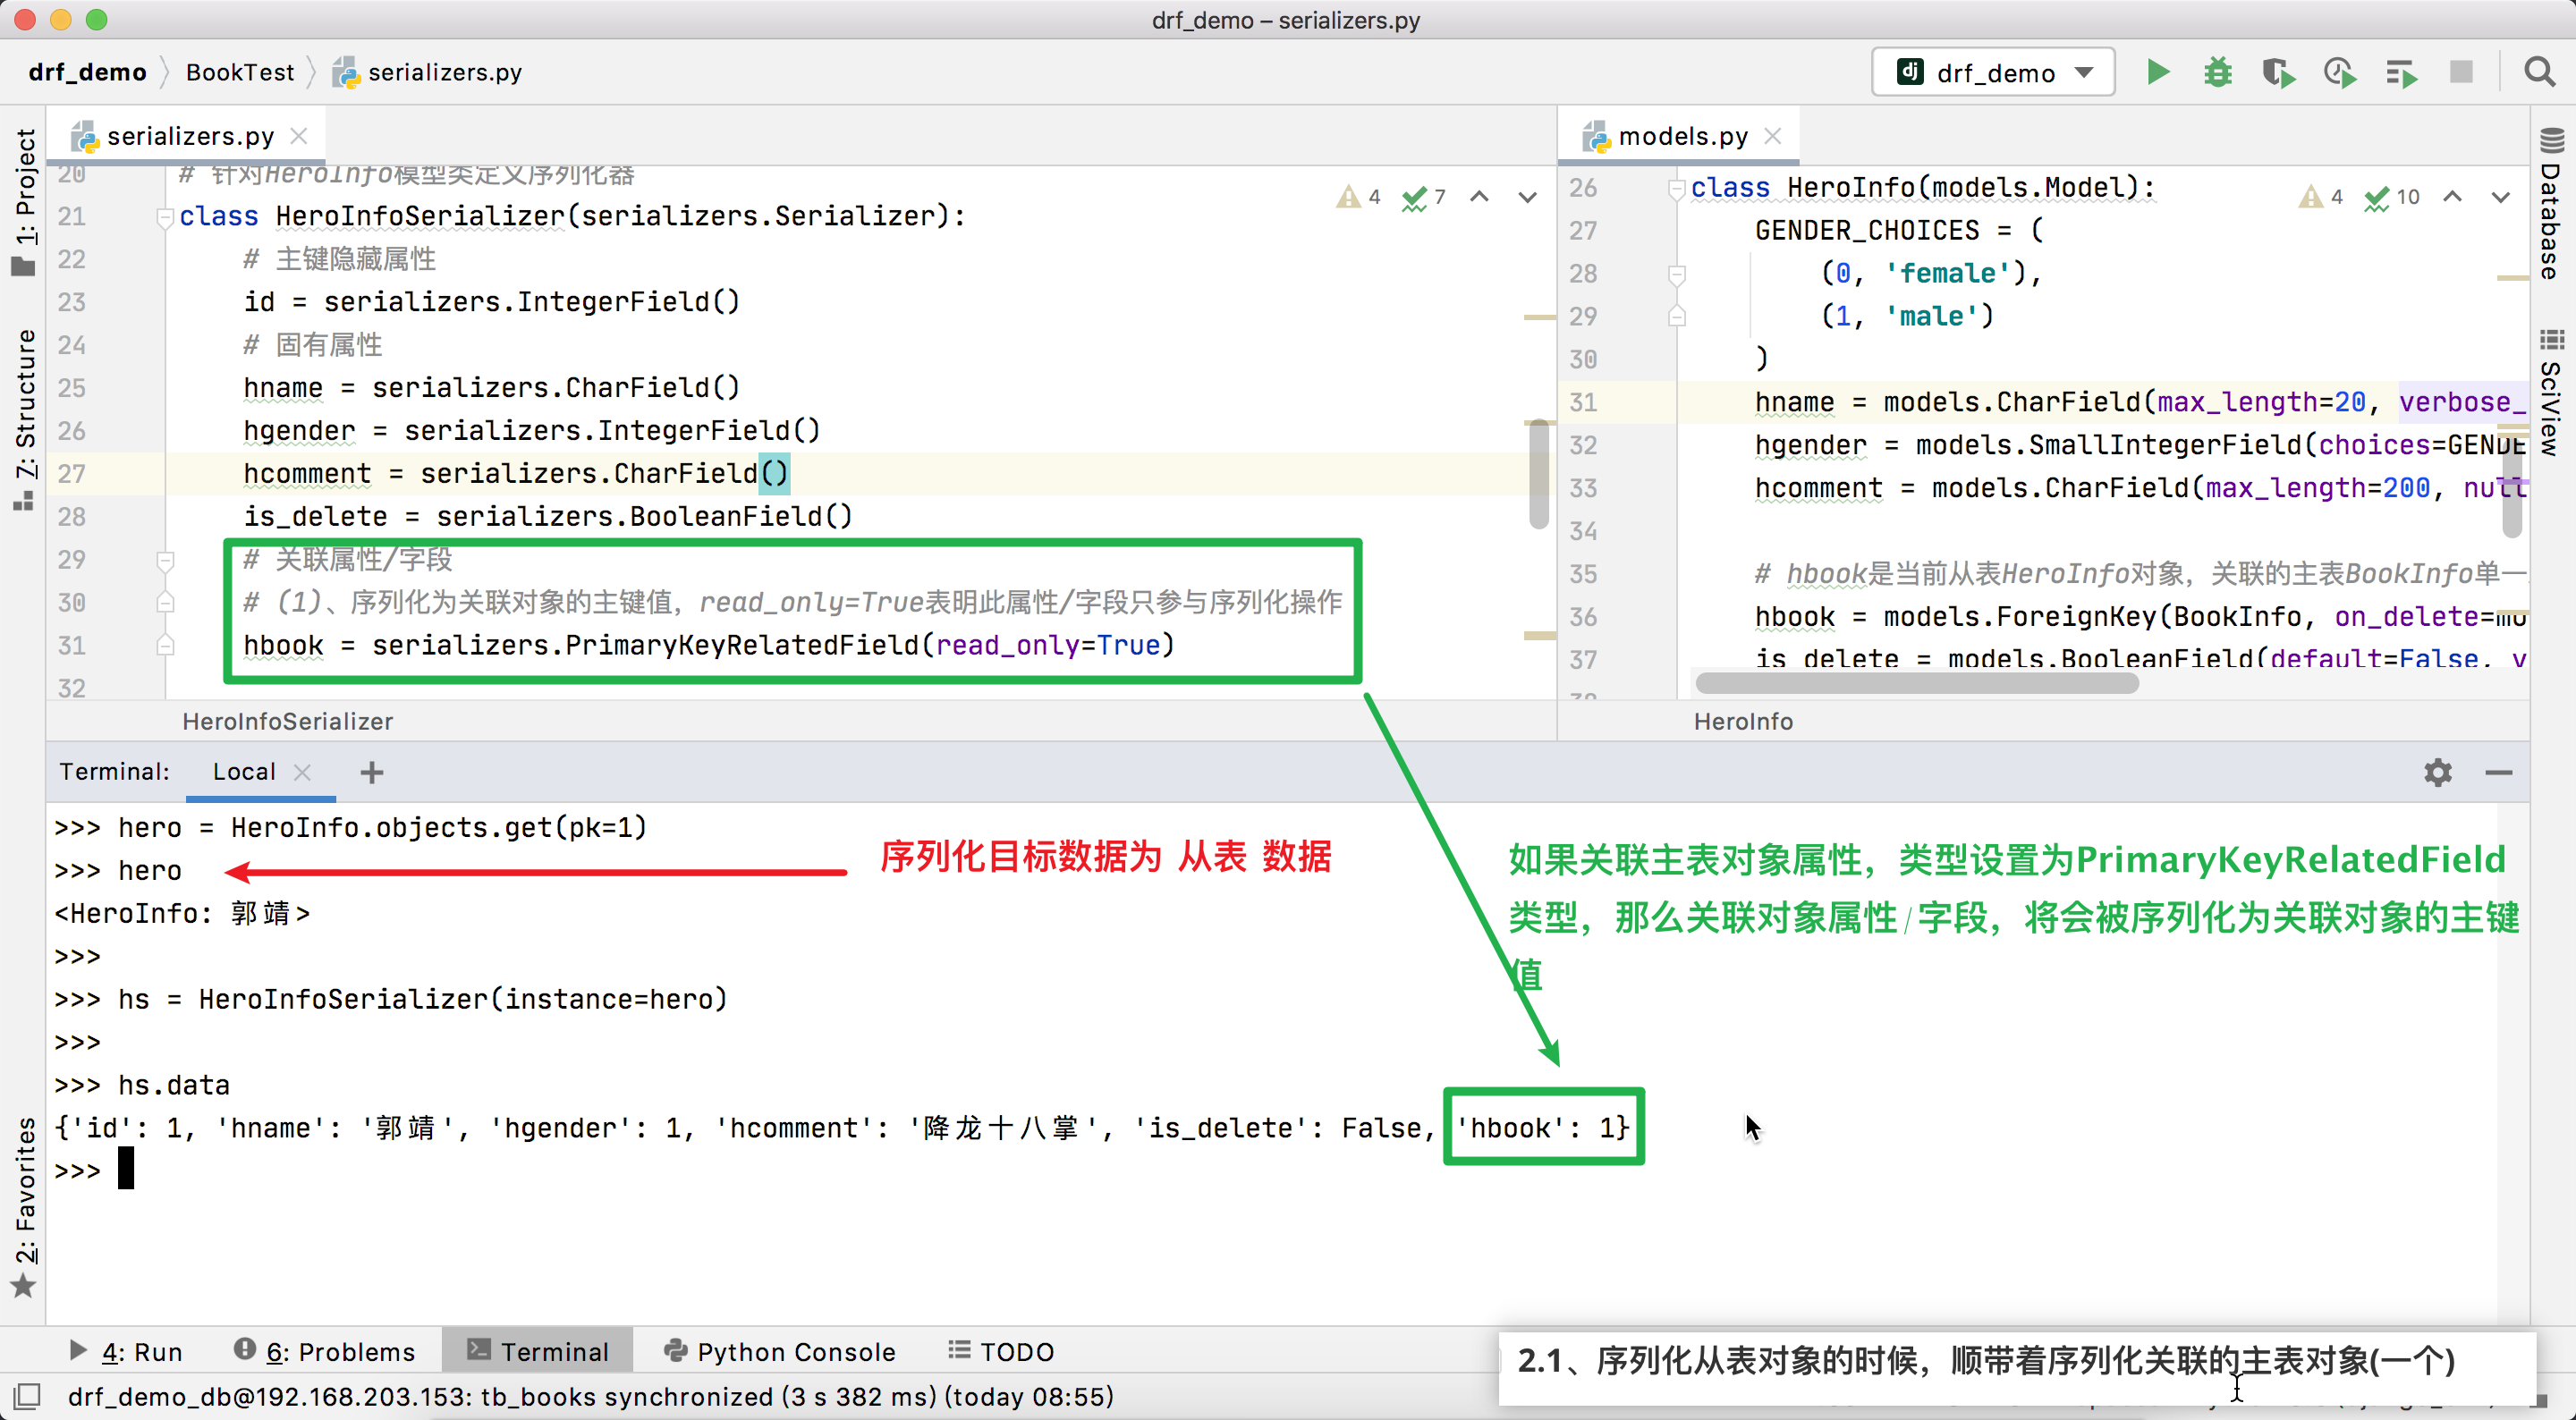 drf_demo – serializers.py
drf_demo BookTest serializers.py
drf_demo
1: Project
7: Structure
2: Favorites
serializers.py
20 # 针对HeroInfo模型类定义序列化器
21 class HeroInfoSerializer(serializers.Serializer):
22 # 主键隐藏属性
23 id = serializers.IntegerField()
24 # 固有属性
25 hname = serializers.CharField()
26 hgender = serializers.IntegerField()
27 hcomment = serializers.CharField()
28 is_delete = serializers.BooleanField()
29 # 关联属性/字段
30 # (1)、序列化为关联对象的主键值，read_only=True表明此属性/字段只参与序列化操作
31 hbook = serializers.PrimaryKeyRelatedField(read_only=True)
32
4 7
HeroInfoSerializer
models.py
26 class HeroInfo(models.Model):
27 GENDER_CHOICES = (
28 (0, 'female'),
29 (1, 'male')
30 )
31 hname = models.CharField(max_length=20, verbose_
32 hgender = models.SmallIntegerField(choices=GENDE
33 hcomment = models.CharField(max_length=200, null
34
35 # hbook是当前从表HeroInfo对象，关联的主表BookInfo单一
36 hbook = models.ForeignKey(BookInfo, on_delete=mo
37 is_delete = models.BooleanField(default=False, v
4 10
HeroInfo
Database
SciView
Terminal: Local
>>> hero = HeroInfo.objects.get(pk=1)
>>> hero
<HeroInfo: 郭靖>
>>>
>>> hs = HeroInfoSerializer(instance=hero)
>>>
>>> hs.data
{'id': 1, 'hname': '郭靖', 'hgender': 1, 'hcomment': '降龙十八掌', 'is_delete': False, 'hbook': 1}
>>>
序列化目标数据为 从表 数据
如果关联主表对象属性，类型设置为PrimaryKeyRelatedField
类型，那么关联对象属性/字段，将会被序列化为关联对象的主键
值
4: Run 6: Problems Terminal Python Console TODO
2.1、序列化从表对象的时候，顺带着序列化关联的主表对象(一个)
drf_demo_db@192.168.203.153: tb_books synchronized (3 s 382 ms) (today 08:55)